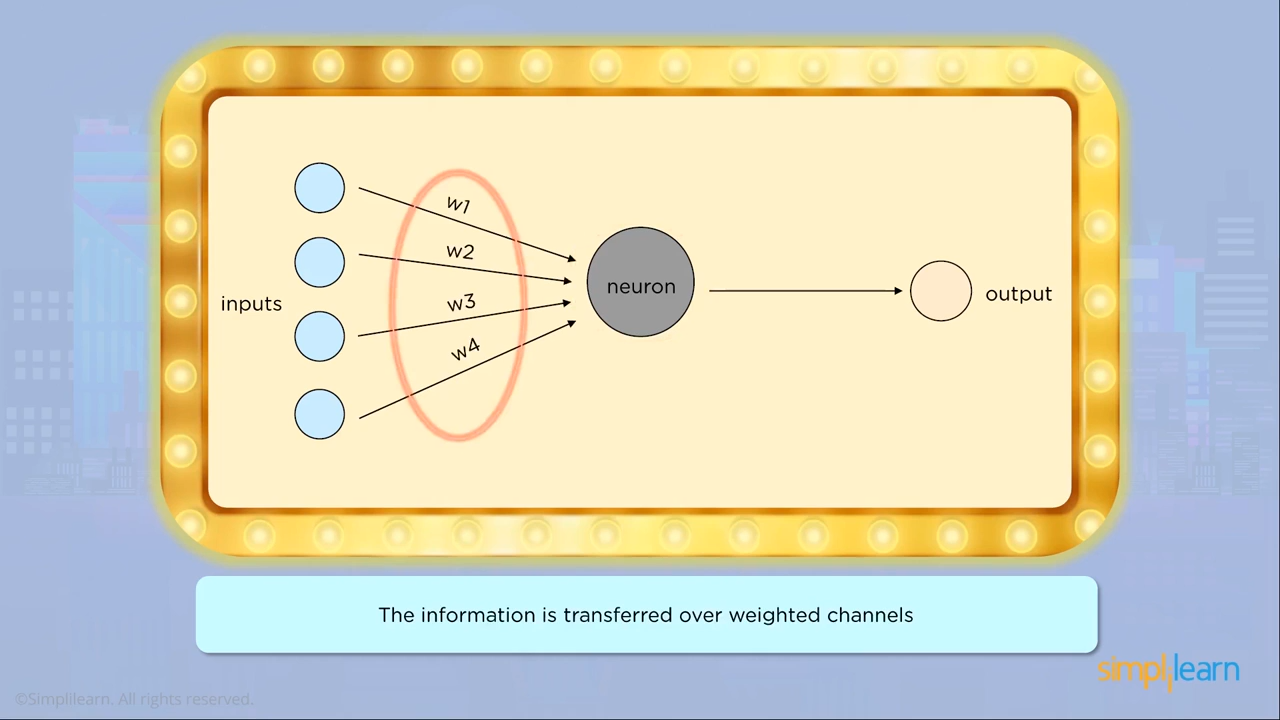 w1
w2
inputs
w3
w4
neuron
output
The information is transferred over weighted channels
simplilearn
©Simplilearn. All rights reserved.